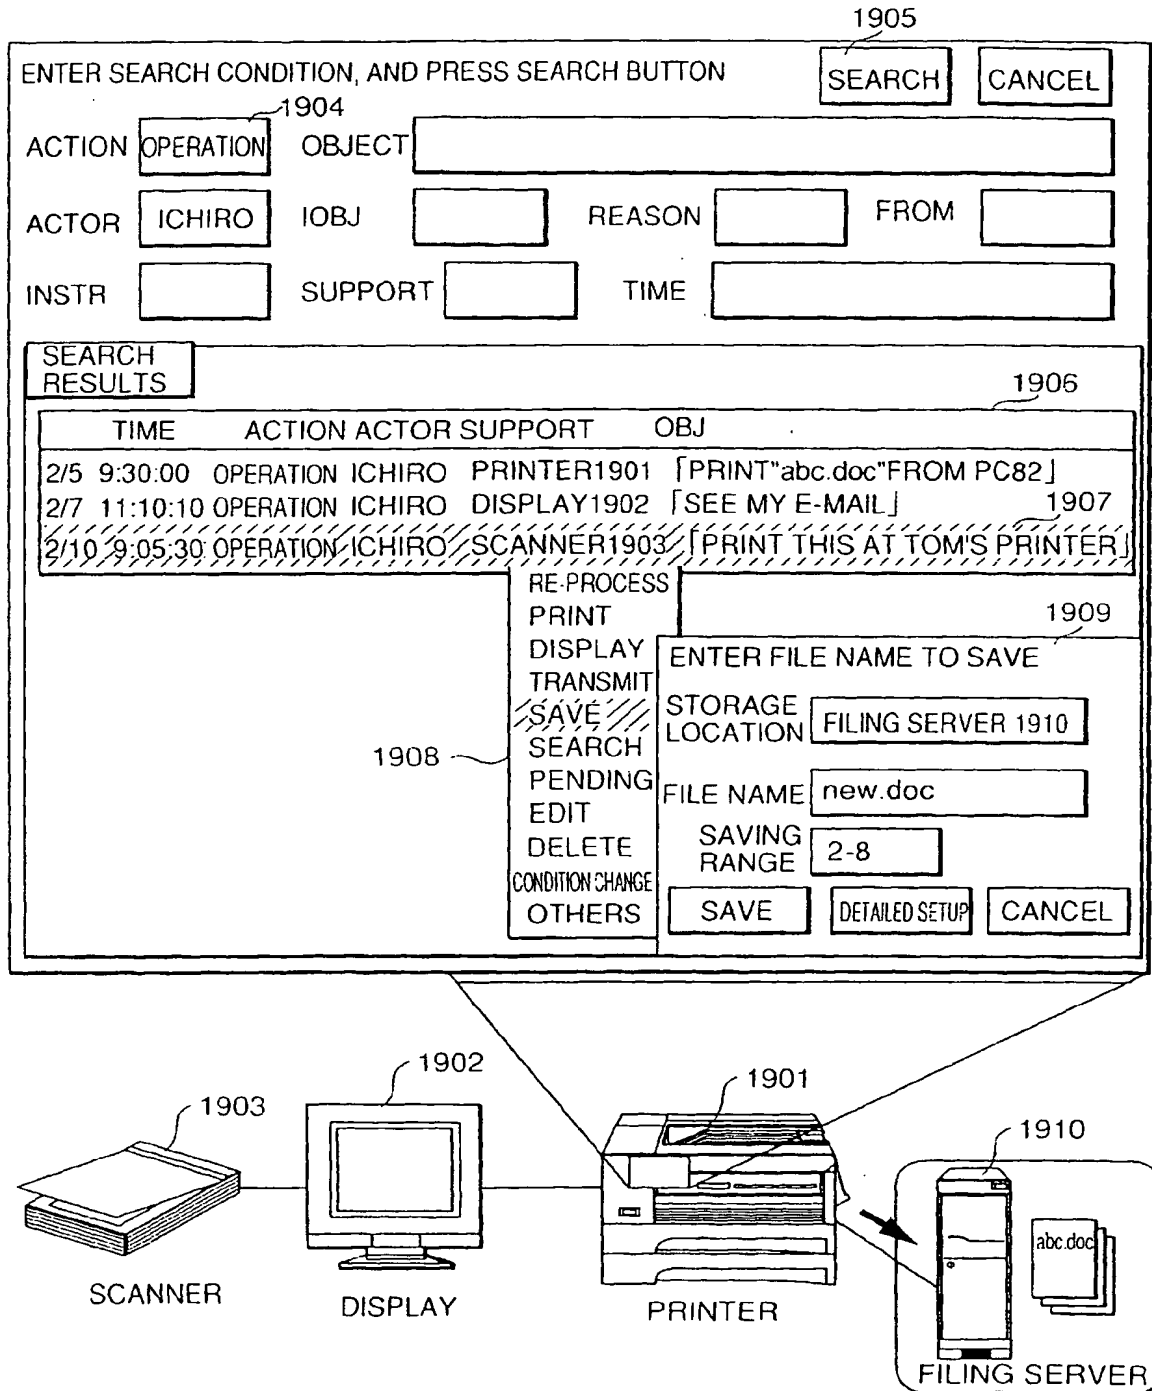 1905
ENTER SEARCH CONDITION, AND PRESS SEARCH BUTTON
SEARCH
CANCEL
1904
ACTION
OPERATION
OBJECT
ACTOR
ICHIRO
IOBJ
REASON
FROM
INSTR
SUPPORT
TIME
SEARCH
RESULTS
1906
TIME ACTION ACTOR SUPPORT OBJ
2/5 9:30:00 OPERATION ICHIRO PRINTER1901 ｢PRINT"abc.doc"FROM PC82｣
2/7 11:10:10 OPERATION ICHIRO DISPLAY1902 ｢SEE MY E-MAIL｣
1907
2/10 9:05:30 OPERATION ICHIRO SCANNER1903 ｢PRINT THIS AT TOM'S PRINTER｣
RE-PROCESS
PRINT
DISPLAY
TRANSMIT
SAVE
SEARCH
PENDING
EDIT
DELETE
CONDITION CHANGE
OTHERS
1908
1909
ENTER FILE NAME TO SAVE
STORAGE
LOCATION
FILING SERVER 1910
FILE NAME
new.doc
SAVING
RANGE
2-8
SAVE
DETAILED SETUP
CANCEL
1903
1902
1901
1910
abc.doc
SCANNER
DISPLAY
PRINTER
FILING SERVER